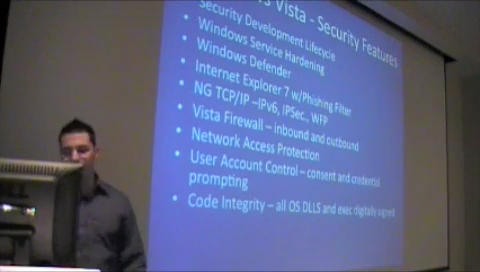 s Vista - Security Features
Security Development Lifecycle
• Windows Service Hardening
• Windows Defender
• Internet Explorer 7 w/Phishing Filter
• NG TCP/IP –IPv6, IPSec., WFP
• Vista Firewall – inbound and outbound
• Network Access Protection
• User Account Control – consent and credential
prompting
• Code Integrity – all OS DLLS and exec digitally signed